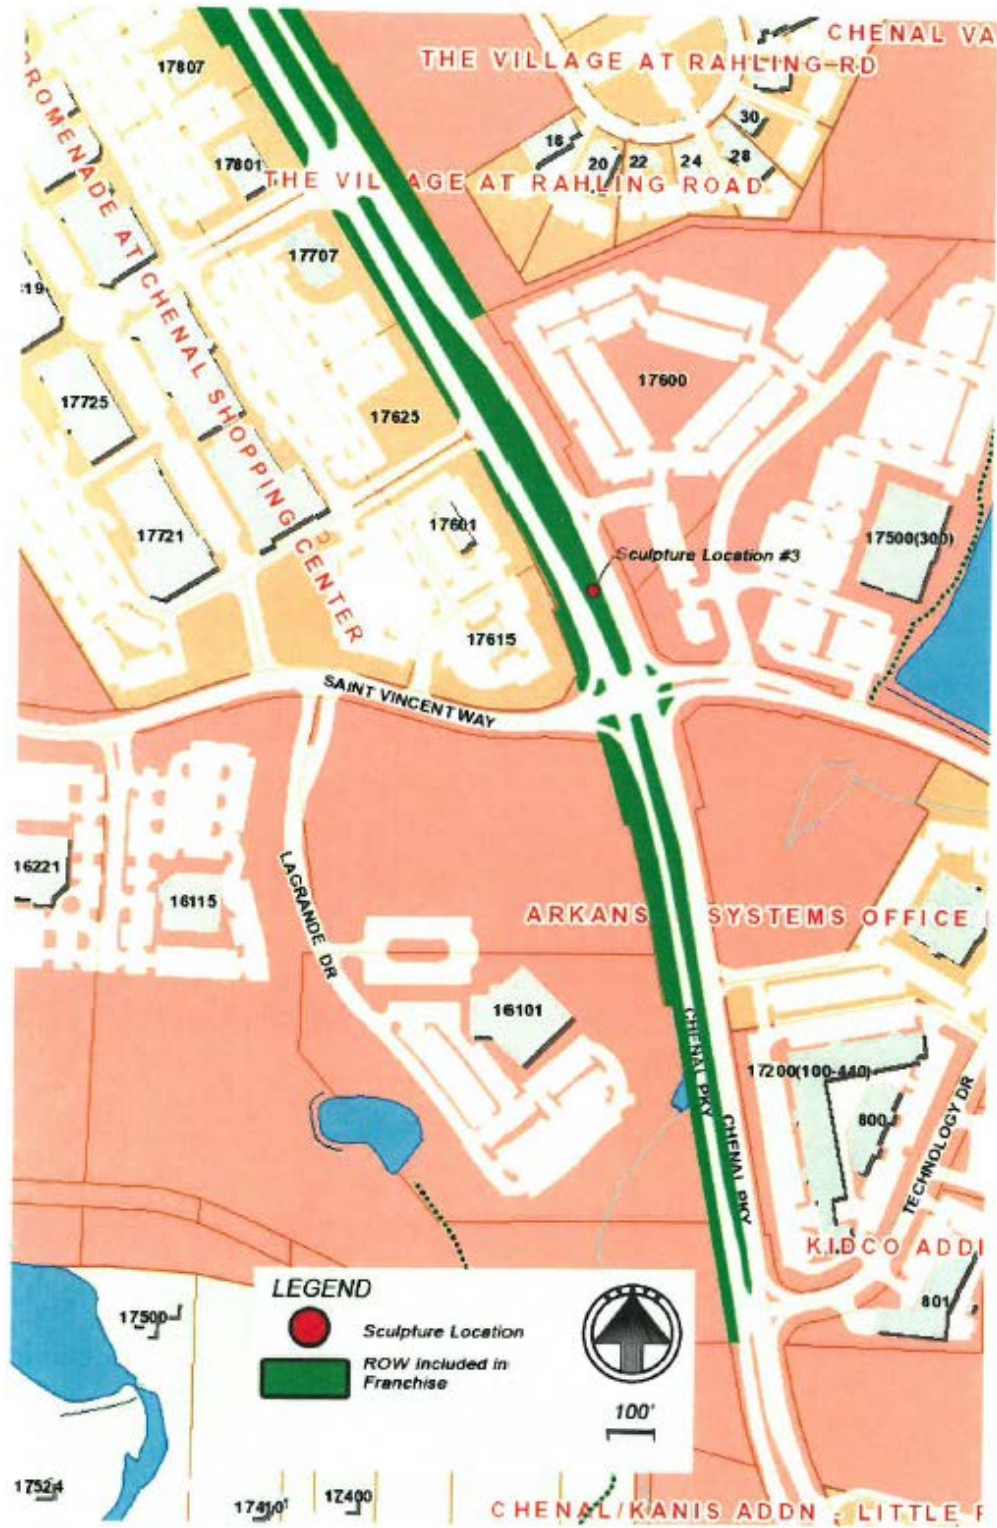 CHENAL VA
THE VILLAGE AT RAHLING RD
17807
30
16
20
22
24
28
17801
THE VILLAGE AT RAHLING ROAD
PROMENADE AT CHENAL SHOPPING CENTER
17707
19
17600
17725
17625
17721
17601
17500(300)
Sculpture Location #3
17615
SAINT VINCENT WAY
16221
16115
LAGRANDE DR
ARKANS SYSTEMS OFFICE
16101
CHENAL PKY
CHENAL PKY
17200(100-440)
800
TECHNOLOGY DR
KIDCO ADDI
801
LEGEND
Sculpture Location
ROW Included in
Franchise
100'
17500
17524
17410
17400
CHENAL/KANIS ADDN - LITTLE